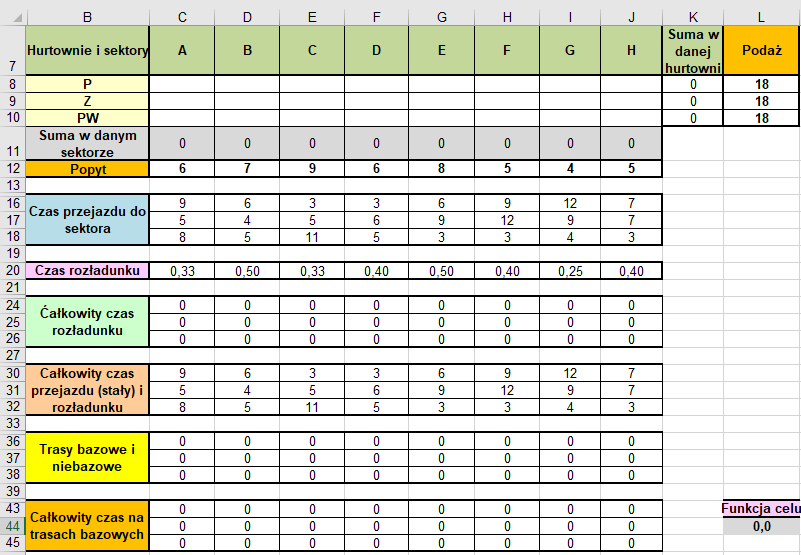 B C D E F G H I J K L
7 Hurtownie i sektory A B C D E F G H Suma w danej hurtowni Podaż
8 P 0 18
9 Z 0 18
10 PW 0 18
11 Suma w danym sektorze 0 0 0 0 0 0 0 0
12 Popyt 6 7 9 6 8 5 4 5
13
Czas przejazdu do sektora
16 9 6 3 3 6 9 12 7
17 5 4 5 6 9 12 9 7
18 8 5 11 5 3 3 4 3
19
20 Czas rozładunku 0,33 0,50 0,33 0,40 0,50 0,40 0,25 0,40
21
Ćałkowity czas rozładunku
24 0 0 0 0 0 0 0 0
25 0 0 0 0 0 0 0 0
26 0 0 0 0 0 0 0 0
27
Całkowity czas przejazdu (stały) i rozładunku
30 9 6 3 3 6 9 12 7
31 5 4 5 6 9 12 9 7
32 8 5 11 5 3 3 4 3
33
Trasy bazowe i niebazowe
36 0 0 0 0 0 0 0 0
37 0 0 0 0 0 0 0 0
38 0 0 0 0 0 0 0 0
39
Całkowity czas na trasach bazowych
43 0 0 0 0 0 0 0 0 Funkcja celu
44 0 0 0 0 0 0 0 0 0,0
45 0 0 0 0 0 0 0 0